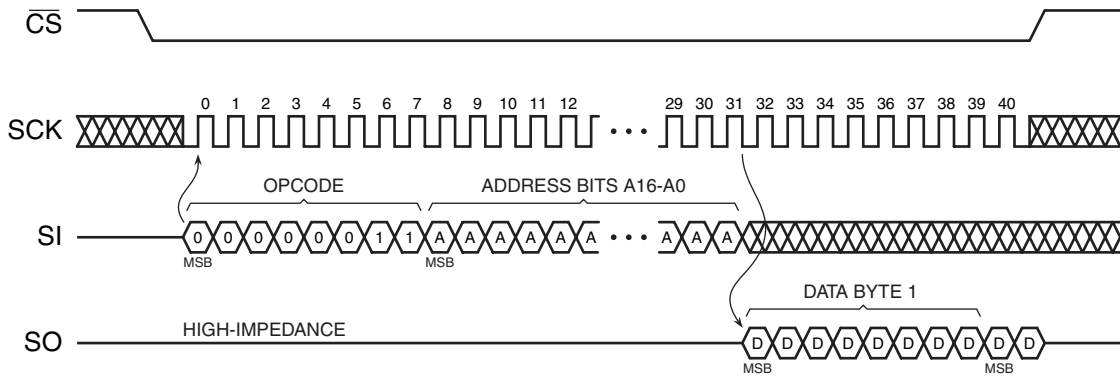 CS
0 1 2 3 4 5 6 7 8 9 10 11 12 29 30 31 32 33 34 35 36 37 38 39 40
SCK
OPCODE ADDRESS BITS A16-A0
SI 0 0 0 0 0 0 1 1 A A A A A A A A A
MSB MSB
DATA BYTE 1
HIGH-IMPEDANCE
SO D D D D D D D D D D
MSB MSB